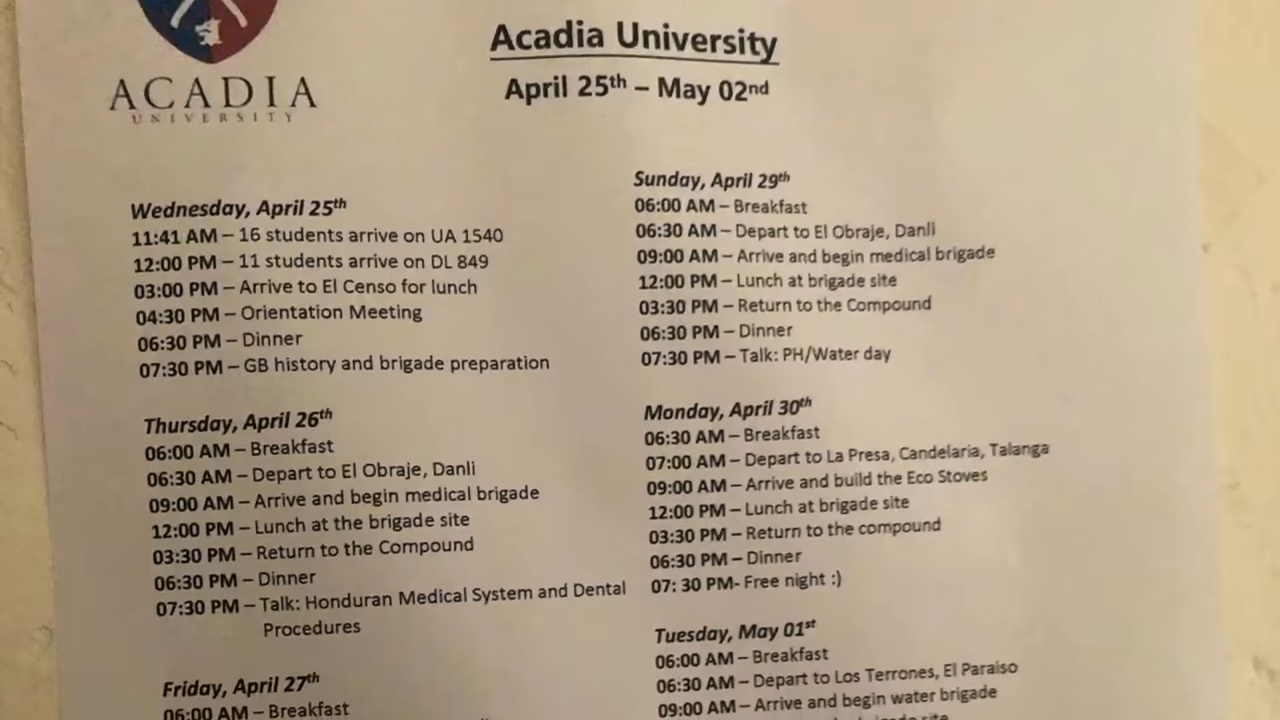 ACADIA
UNIVERSITY
Acadia University
April 25th – May 02nd
Wednesday, April 25th
11:41 AM – 16 students arrive on UA 1540
12:00 PM – 11 students arrive on DL 849
03:00 PM – Arrive to El Censo for lunch
04:30 PM – Orientation Meeting
06:30 PM – Dinner
07:30 PM – GB history and brigade preparation
Thursday, April 26th
06:00 AM – Breakfast
06:30 AM – Depart to El Obraje, Danli
09:00 AM – Arrive and begin medical brigade
12:00 PM – Lunch at the brigade site
03:30 PM – Return to the Compound
06:30 PM – Dinner
07:30 PM – Talk: Honduran Medical System and Dental
Procedures
Friday, April 27th
06:00 AM – Breakfast
Sunday, April 29th
06:00 AM – Breakfast
06:30 AM – Depart to El Obraje, Danli
09:00 AM – Arrive and begin medical brigade
12:00 PM – Lunch at brigade site
03:30 PM – Return to the Compound
06:30 PM – Dinner
07:30 PM – Talk: PH/Water day
Monday, April 30th
06:30 AM – Breakfast
07:00 AM – Depart to La Presa, Candelaria, Talanga
09:00 AM – Arrive and build the Eco Stoves
12:00 PM – Lunch at brigade site
03:30 PM – Return to the compound
06:30 PM – Dinner
07: 30 PM- Free night :)
Tuesday, May 01st
06:00 AM – Breakfast
06:30 AM – Depart to Los Terrones, El Paraiso
09:00 AM – Arrive and begin water brigade